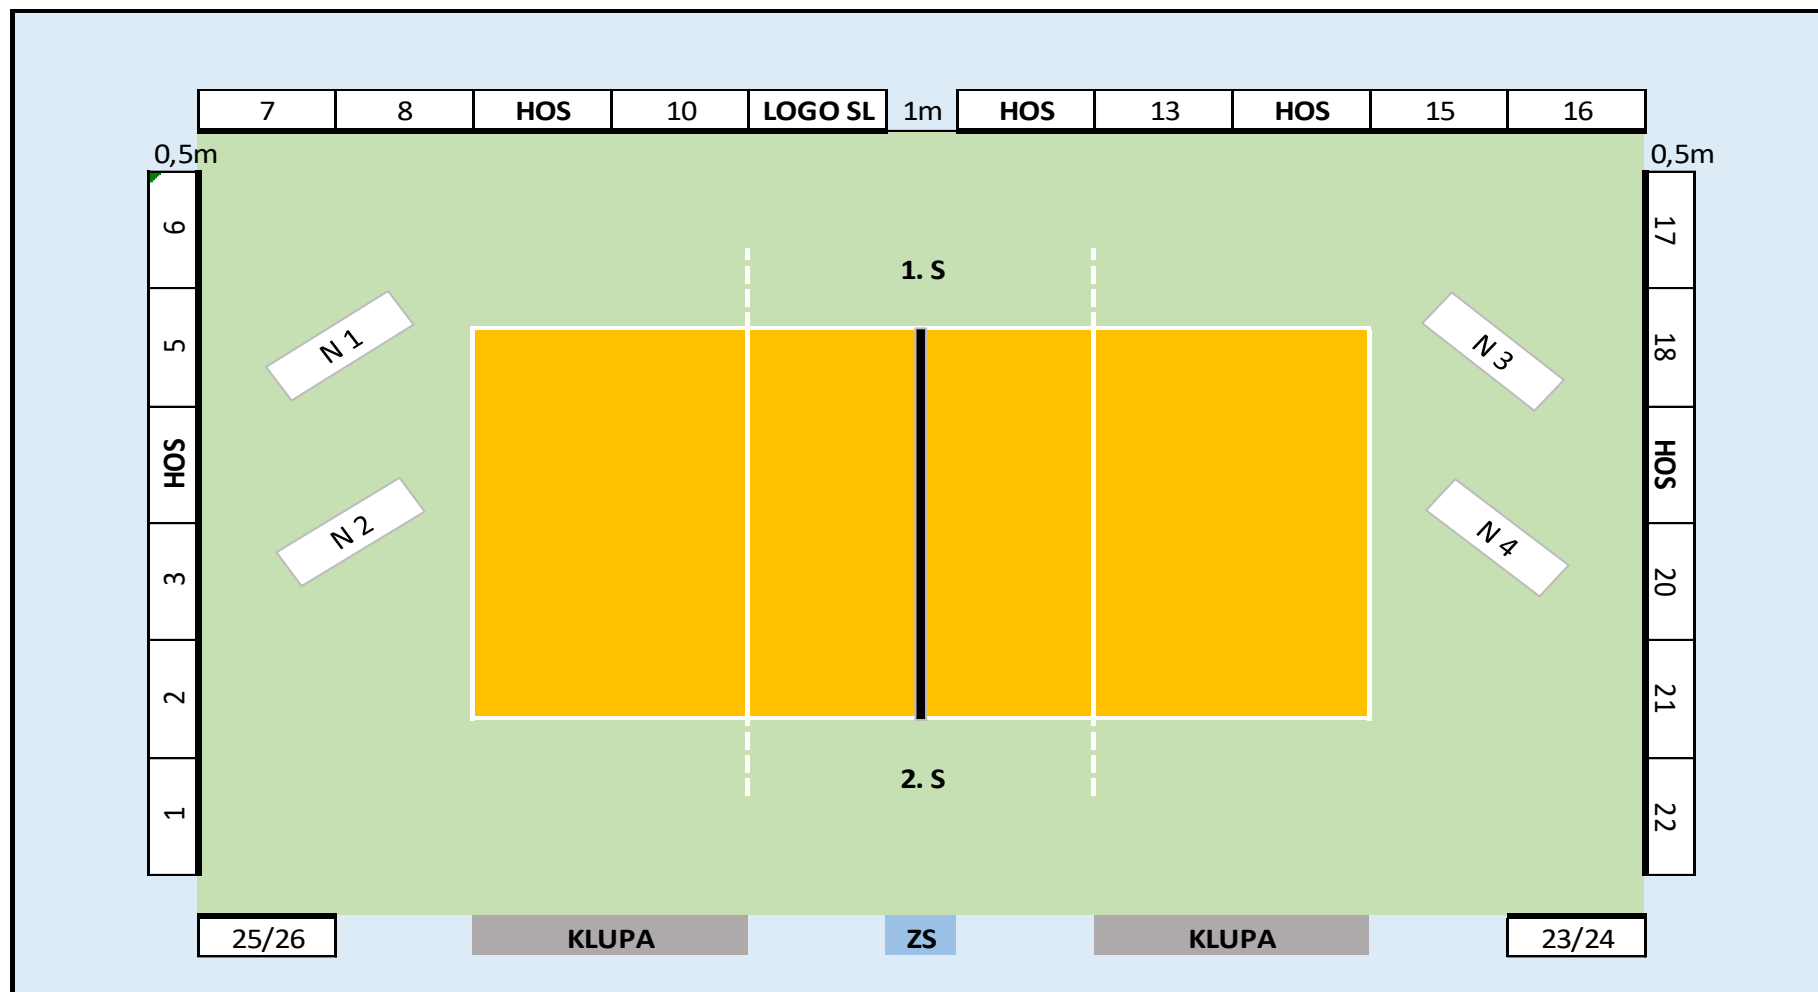 7 8 HOS 10 LOGO SL 1m HOS 13 HOS 15 16
0,5m 0,5m
6 17
1. S
5 N 1 N 3 18
HOS HOS
N 2 N 4
3 20
2 21
2. S
1 22
25/26 KLUPA ZS KLUPA 23/24